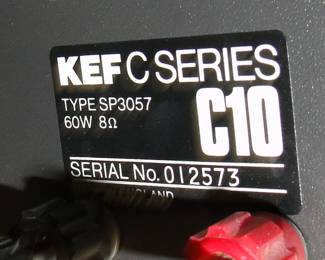 KEF C SERIES
TYPE SP3057 C10
60W 8Ω
SERIAL No. 012573